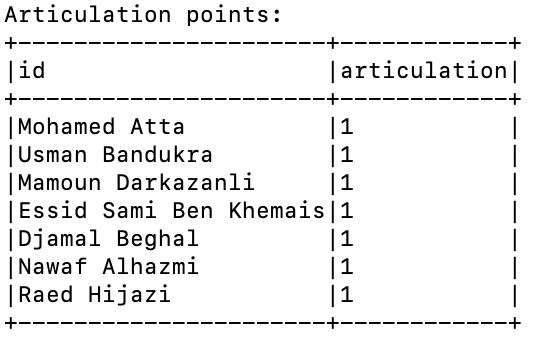 Articulation points:
+----------------------+------------+
|id                    |articulation|
+----------------------+------------+
|Mohamed Atta          |1           |
|Usman Bandukra        |1           |
|Mamoun Darkazanli     |1           |
|Essid Sami Ben Khemais|1           |
|Djamal Beghal         |1           |
|Nawaf Alhazmi         |1           |
|Raed Hijazi           |1           |
+----------------------+------------+